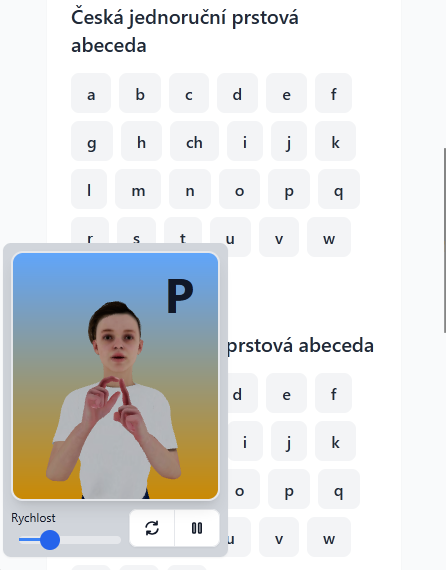 Česká jednoruční prstová
abeceda
a b c d e f
g h ch i j k
l m n o p q
r s t u v w
P
prstová abeceda
d e f
i j k
o p q
u v w
Rychlost